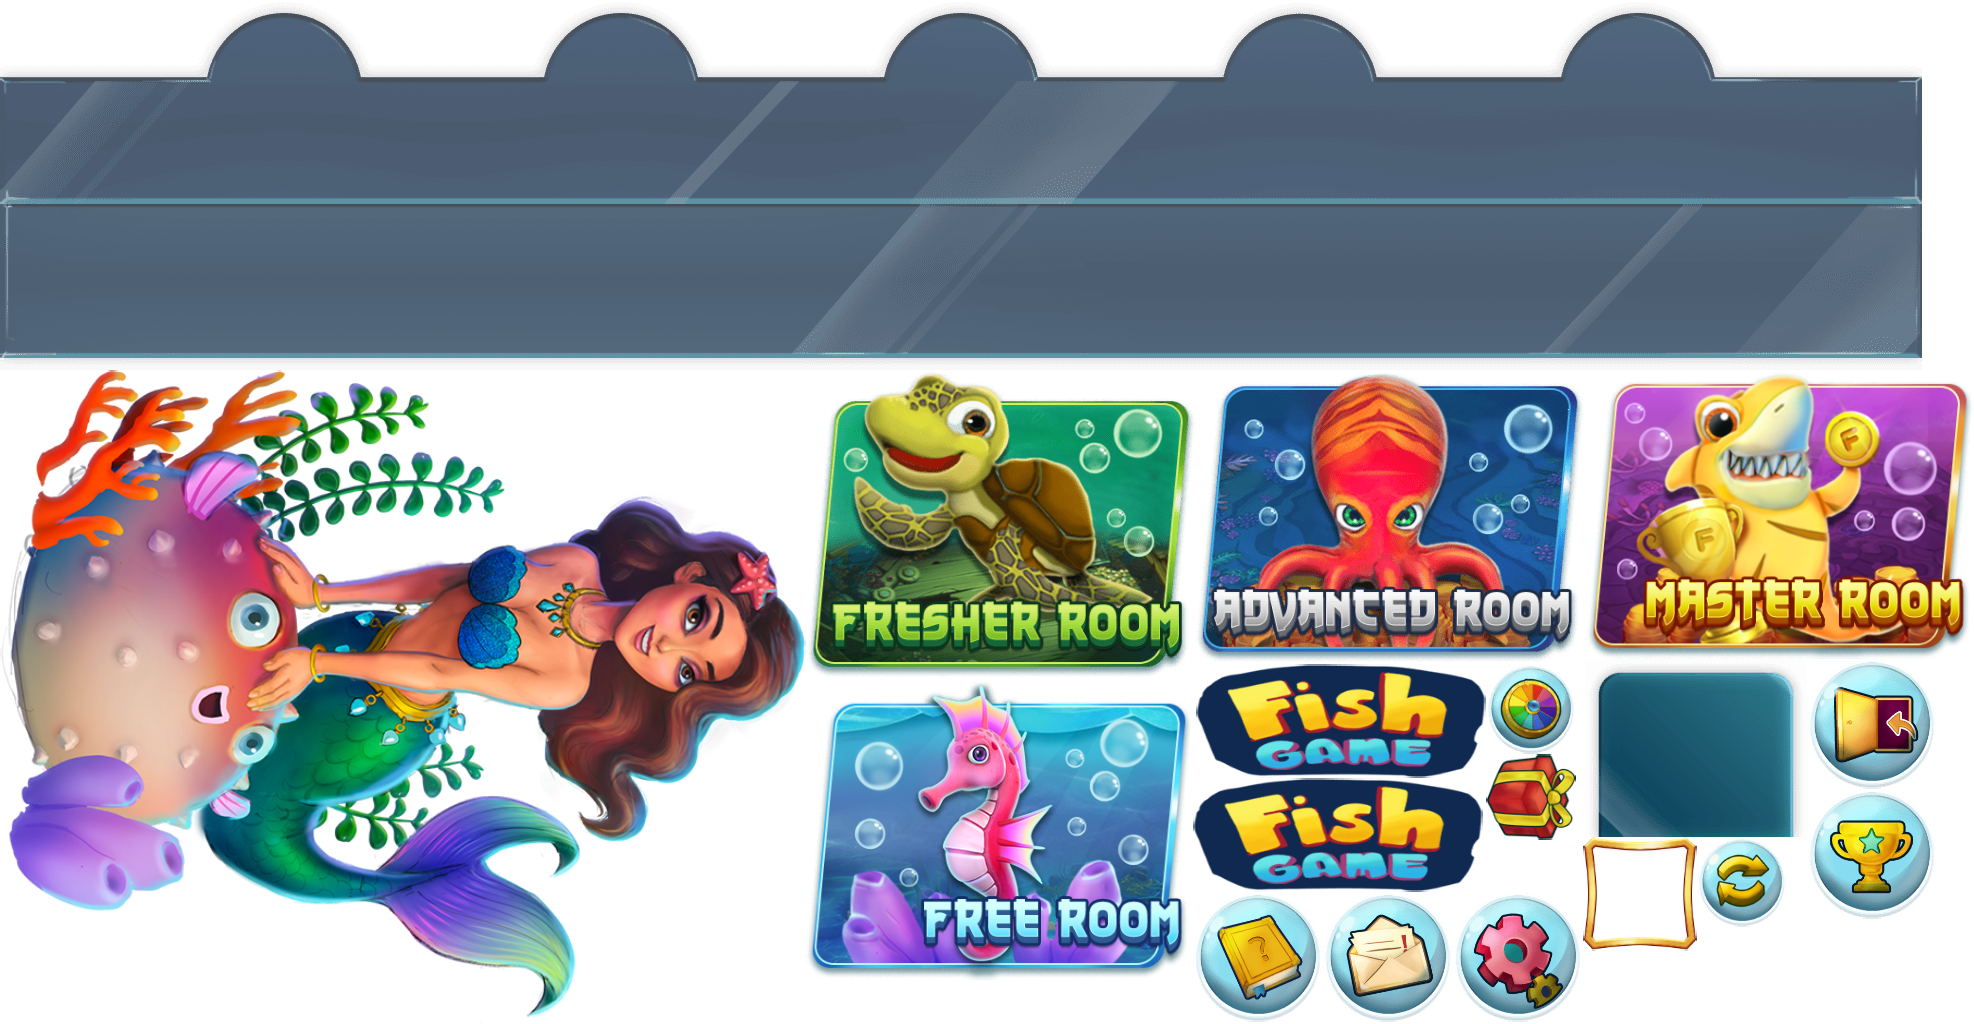 FRESHER ROOM
ADVANCED ROOM
F
F
MASTER ROOM
FREE ROOM
Fish
GAME
Fish
GAME
?
!